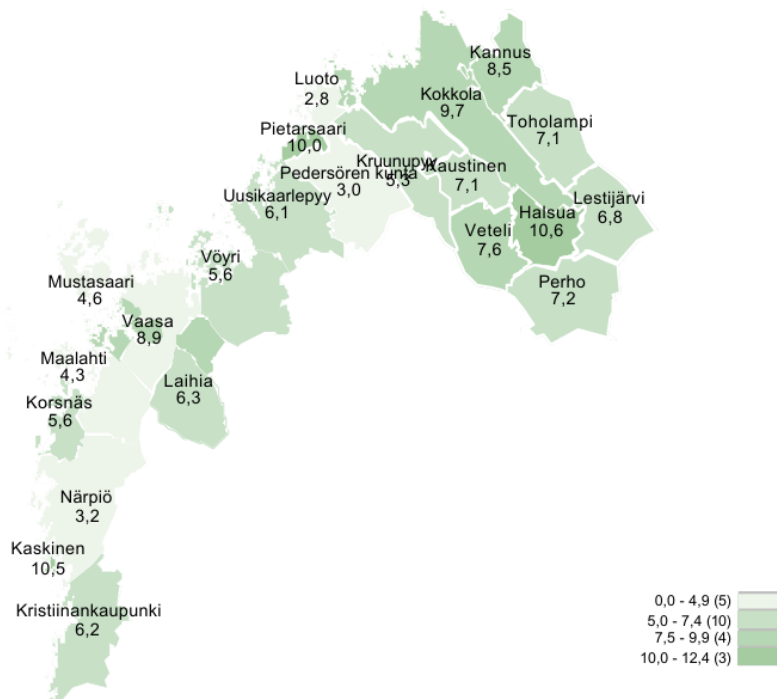 Kannus
8,5
Luoto
2,8
Kokkola
9,7
Toholampi
7,1
Pietarsaari
10,0
Kruunupyy
5,3
Kaustinen
7,1
Pedersören kunta
3,0
Uusikaarlepyy
6,1
Lestijärvi
6,8
Halsua
10,6
Veteli
7,6
Vöyri
5,6
Mustasaari
4,6
Perho
7,2
Vaasa
8,9
Maalahti
4,3
Laihia
6,3
Korsnäs
5,6
Närpiö
3,2
Kaskinen
10,5
Kristiinankaupunki
6,2
0,0 - 4,9 (5)
5,0 - 7,4 (10)
7,5 - 9,9 (4)
10,0 - 12,4 (3)